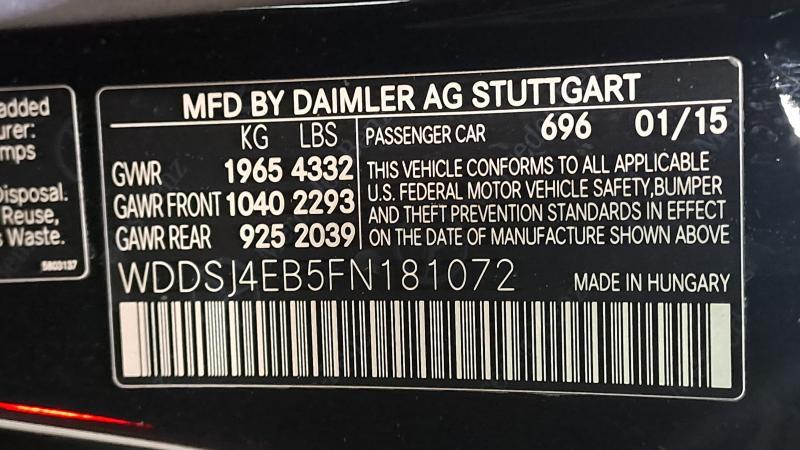 added
urer:
mps
Disposal.
Reuse,
Waste.
5803137
MFD BY DAIMLER AG STUTTGART
KG LBS
GVWR 1965 4332
GAWR FRONT 1040 2293
GAWR REAR 925 2039
PASSENGER CAR 696 01/15
THIS VEHICLE CONFORMS TO ALL APPLICABLE
U.S. FEDERAL MOTOR VEHICLE SAFETY, BUMPER
AND THEFT PREVENTION STANDARDS IN EFFECT
ON THE DATE OF MANUFACTURE SHOWN ABOVE
WDDSJ4EB5FN181072 MADE IN HUNGARY